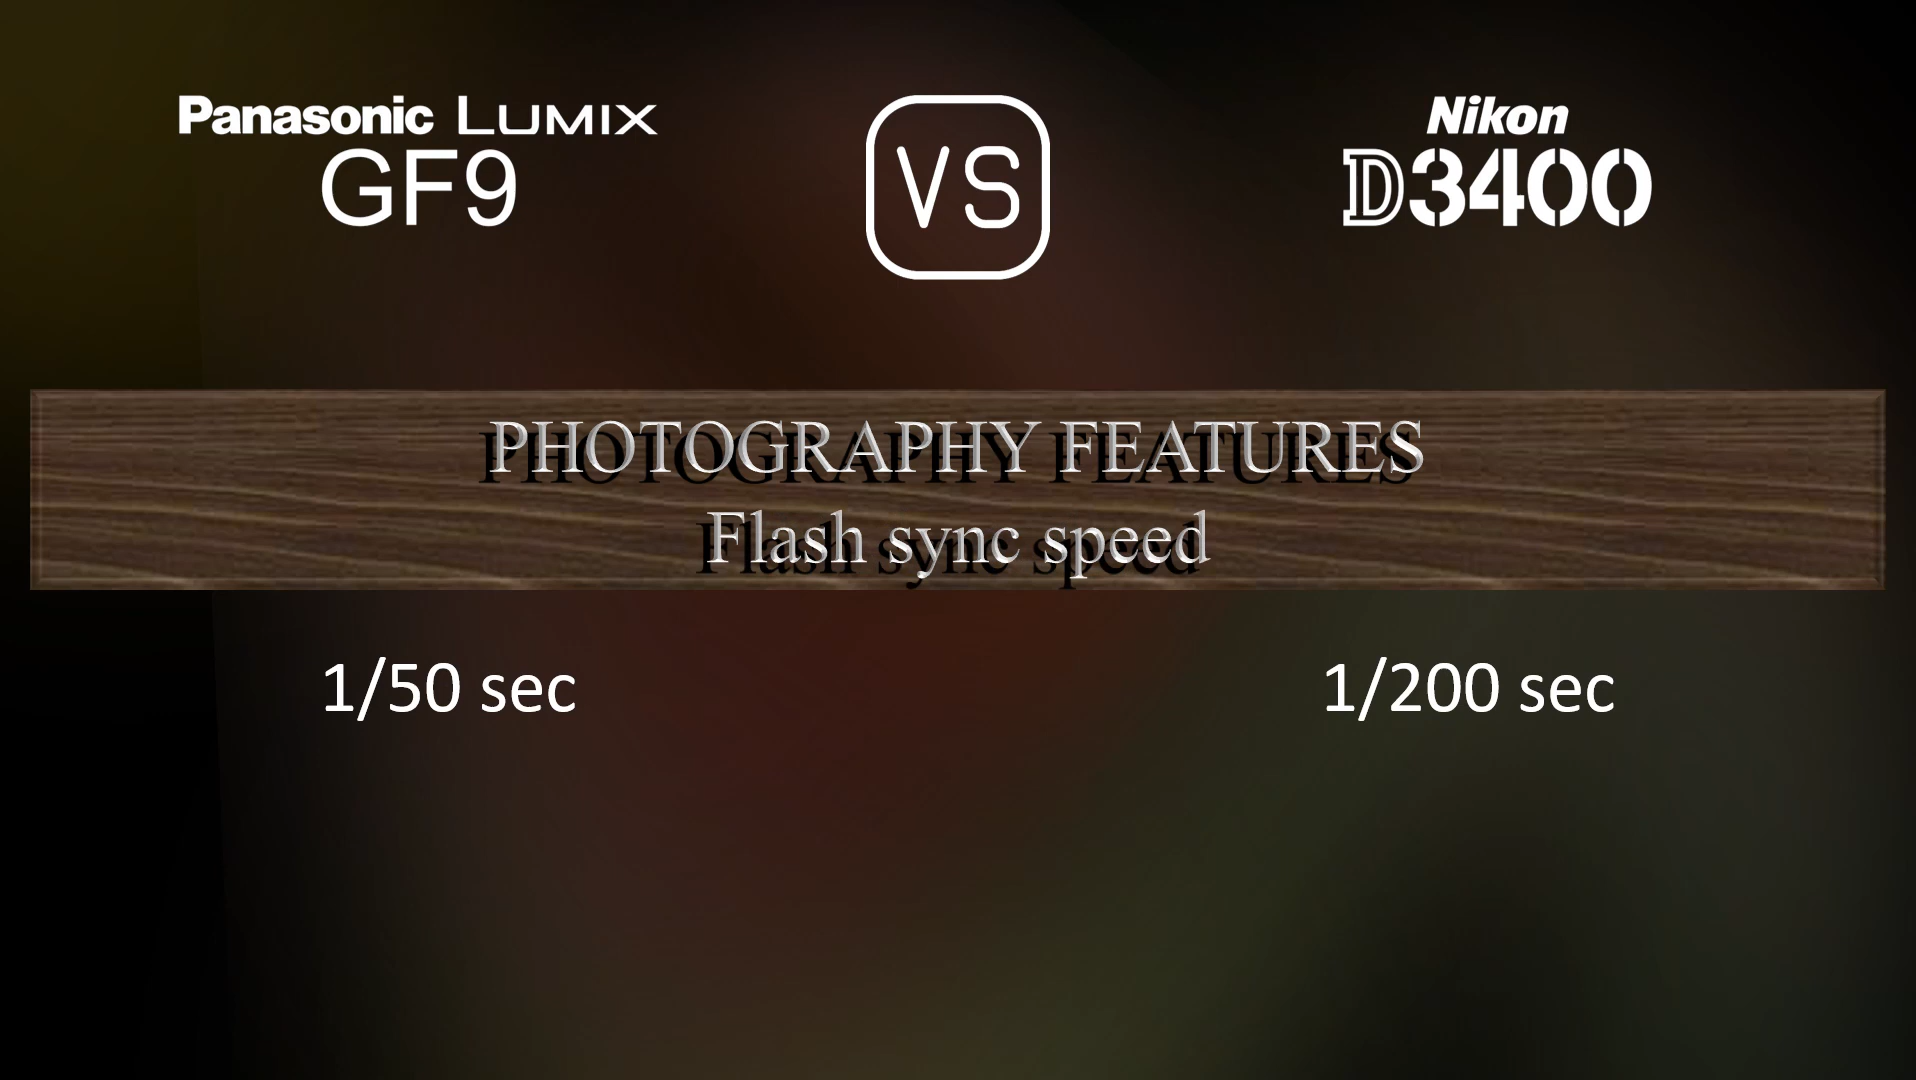 Panasonic LUMIX
GF9
VS
Nikon
D3400
PHOTOGRAPHY FEATURES
Flash sync speed
1/50 sec
1/200 sec